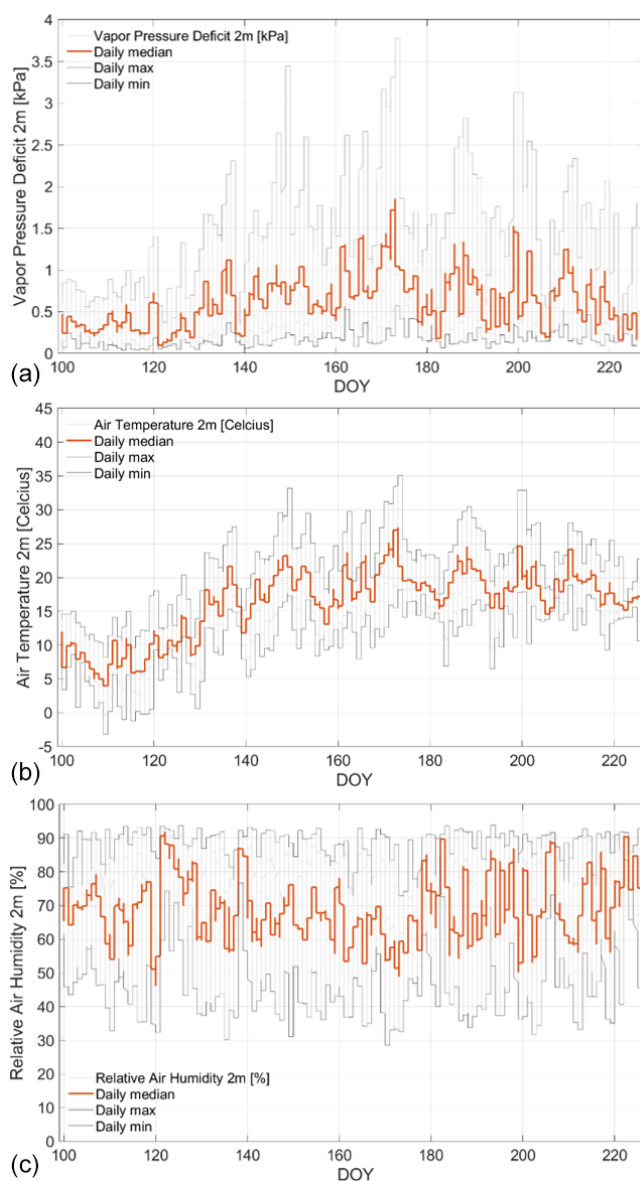 4
3.5
3
2.5
2
1.5
1
0.5
0
Vapor Pressure Deficit 2m [kPa]
Vapor Pressure Deficit 2m [kPa]
Daily median
Daily max
Daily min
100 120 140 160 180 200 220
DOY
(a)
45
40
35
30
25
20
15
10
5
0
-5
Air Temperature 2m [Celcius]
Air Temperature 2m [Celcius]
Daily median
Daily max
Daily min
100 120 140 160 180 200 220
DOY
(b)
100
90
80
70
60
50
40
30
20
10
0
Relative Air Humidity 2m [%]
Relative Air Humidity 2m [%]
Daily median
Daily max
Daily min
100 120 140 160 180 200 220
DOY
(c)